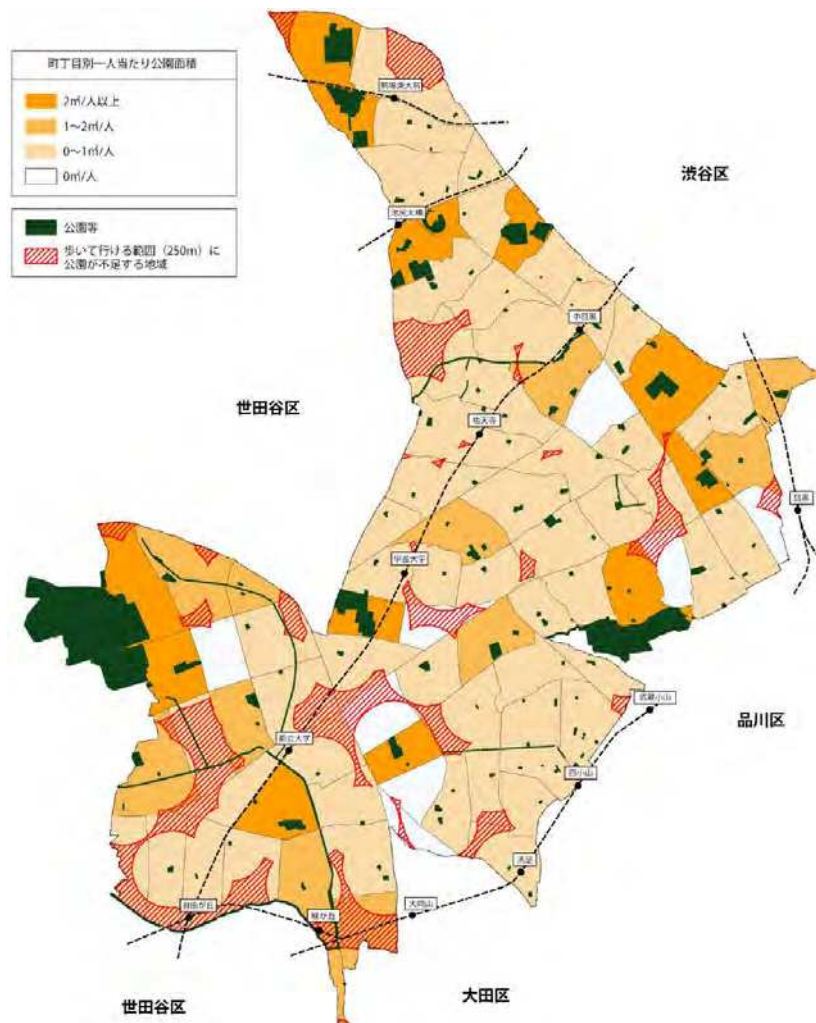 町丁目別一人当たり公園面積
2㎡/人以上
1～2㎡/人
0～1㎡/人
0㎡/人
公園等
歩いて行ける範囲（250m）に
公園が不足する地域
駒場東大前
渋谷区
池尻大橋
中目黒
世田谷区
祐天寺
目黒
学芸大学
武蔵小山
品川区
都立大学
西小山
洗足
自由が丘
緑が丘
大岡山
世田谷区
大田区